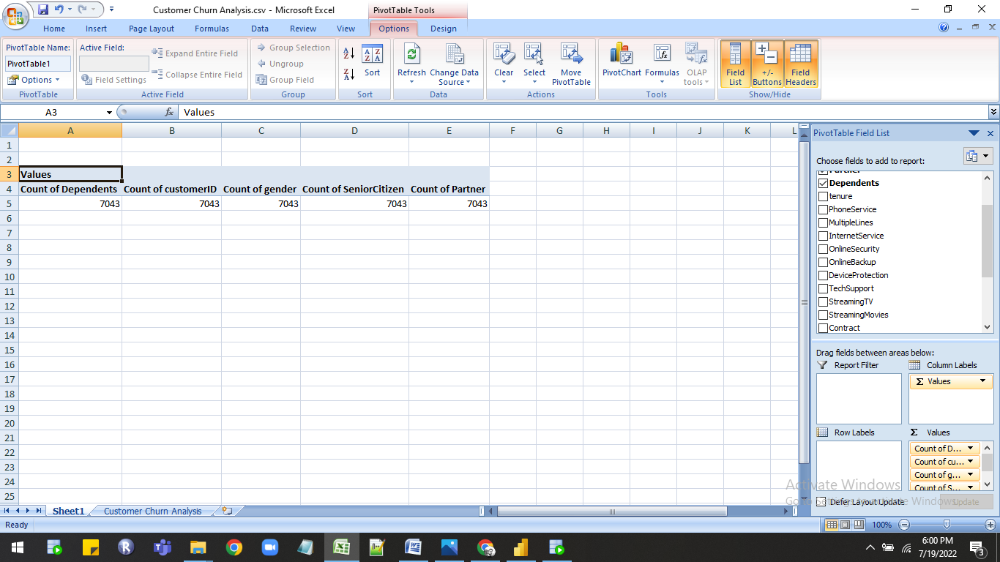 Customer Churn Analysis.csv - Microsoft Excel
PivotTable Tools
Home Insert Page Layout Formulas Data Review View Options Design
PivotTable Name:
PivotTable1
Options
PivotTable
Active Field:
Field Settings
Expand Entire Field
Collapse Entire Field
Active Field
Group Selection
Ungroup
Group Field
Group
Sort
Sort
Refresh
Change Data Source
Data
Clear
Select
Move PivotTable
Actions
PivotChart
Formulas
OLAP tools
Tools
Field List
+/- Buttons
Field Headers
Show/Hide
A3 fx Values
A B C D E F G H I J K L
1
2
3 Values
4 Count of Dependents Count of customerID Count of gender Count of SeniorCitizen Count of Partner
5 7043 7043 7043 7043 7043
6
7
8
9
10
11
12
13
14
15
16
17
18
19
20
21
22
23
24
25
PivotTable Field List
Choose fields to add to report:
Partner
Dependents
tenure
PhoneService
MultipleLines
InternetService
OnlineSecurity
OnlineBackup
DeviceProtection
TechSupport
StreamingTV
StreamingMovies
Contract
Drag fields between areas below:
Report Filter Column Labels
Σ Values
Row Labels Σ Values
Count of D...
Count of cu...
Count of g...
Count of S...
Activate Windows
Go to Settings to activate Windows.
Defer Layout Update Update
Sheet1 Customer Churn Analysis
Ready 100%
6:00 PM
7/19/2022
3